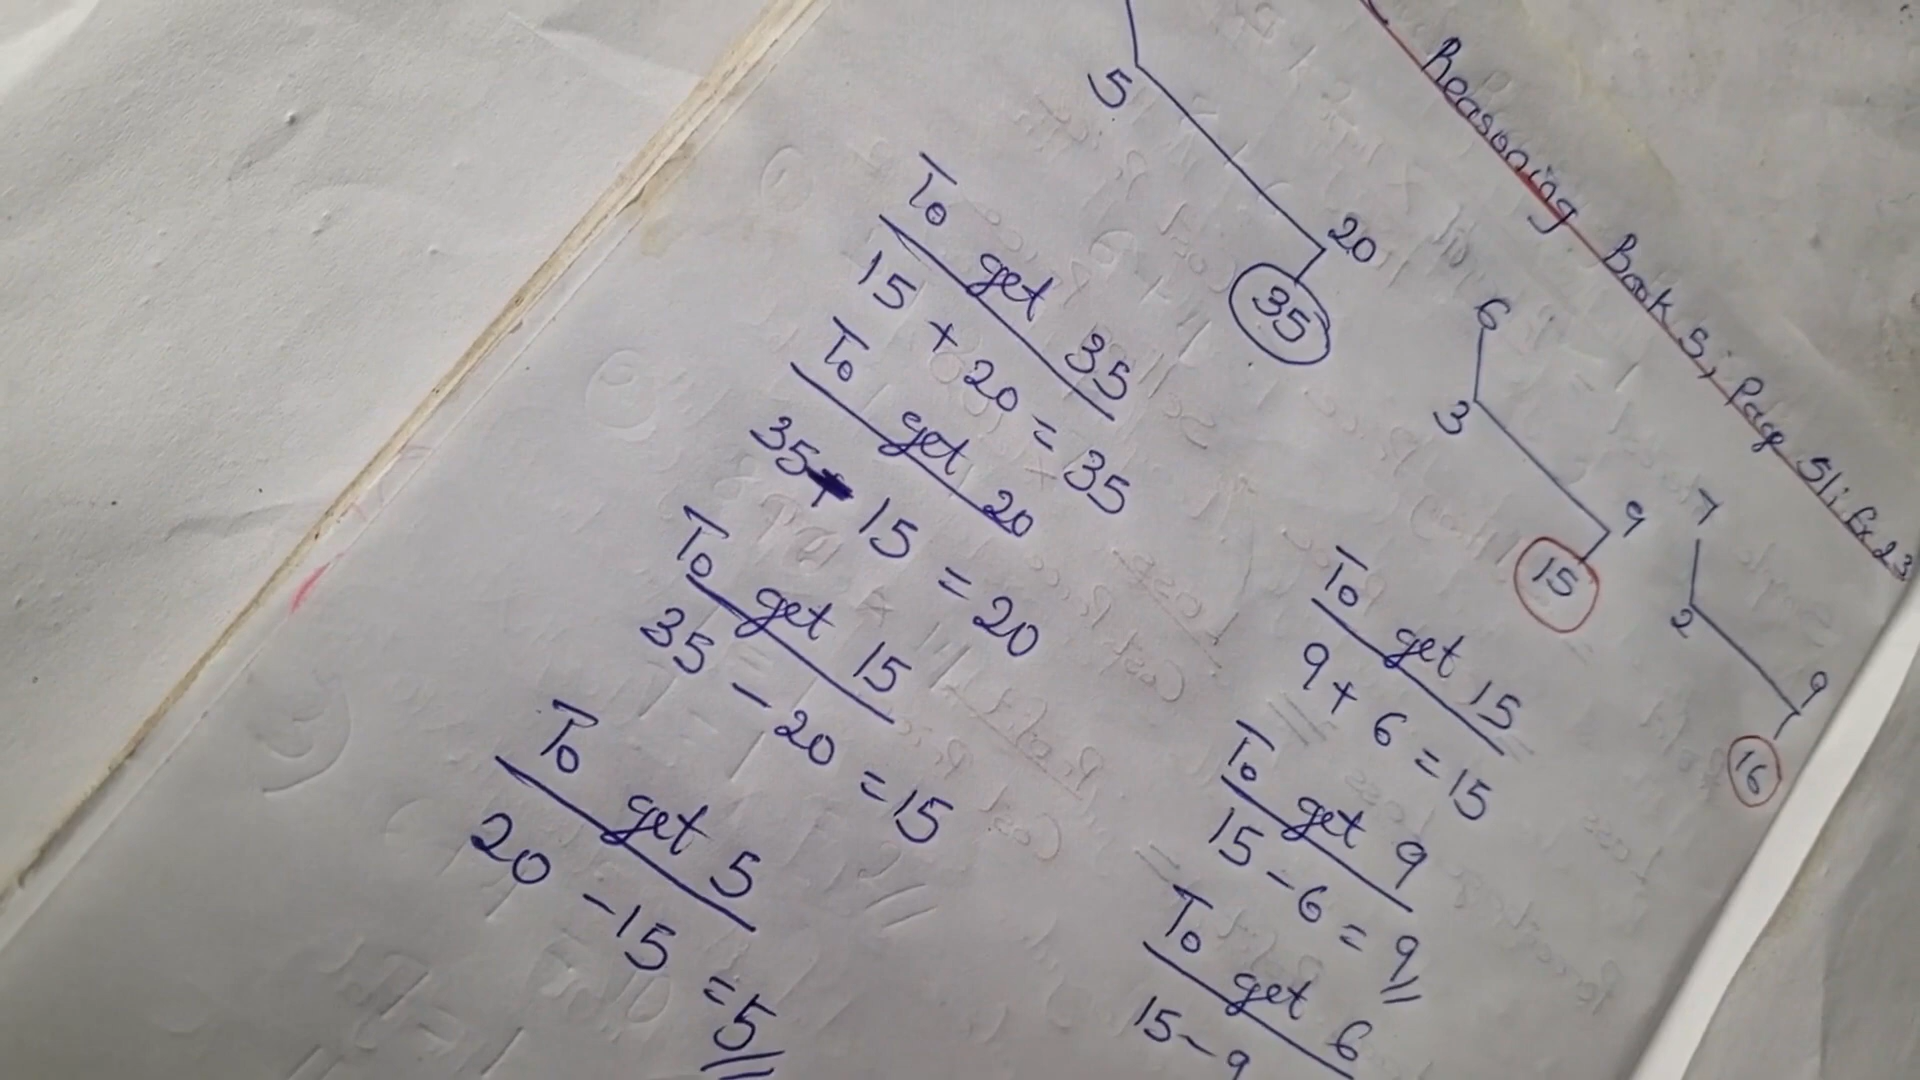 Reasoning Book 5; Page 51; Ex 23
5
20
35
6
3
9
15
7
2
9
16
To get 35
15 + 20 = 35
To get 20
35 - 15 = 20
To get 15
35 - 20 = 15
To get 5
20 - 15 = 5
To get 15
9 + 6 = 15
To get 9
15 - 6 = 9
To get 6
15 - 9